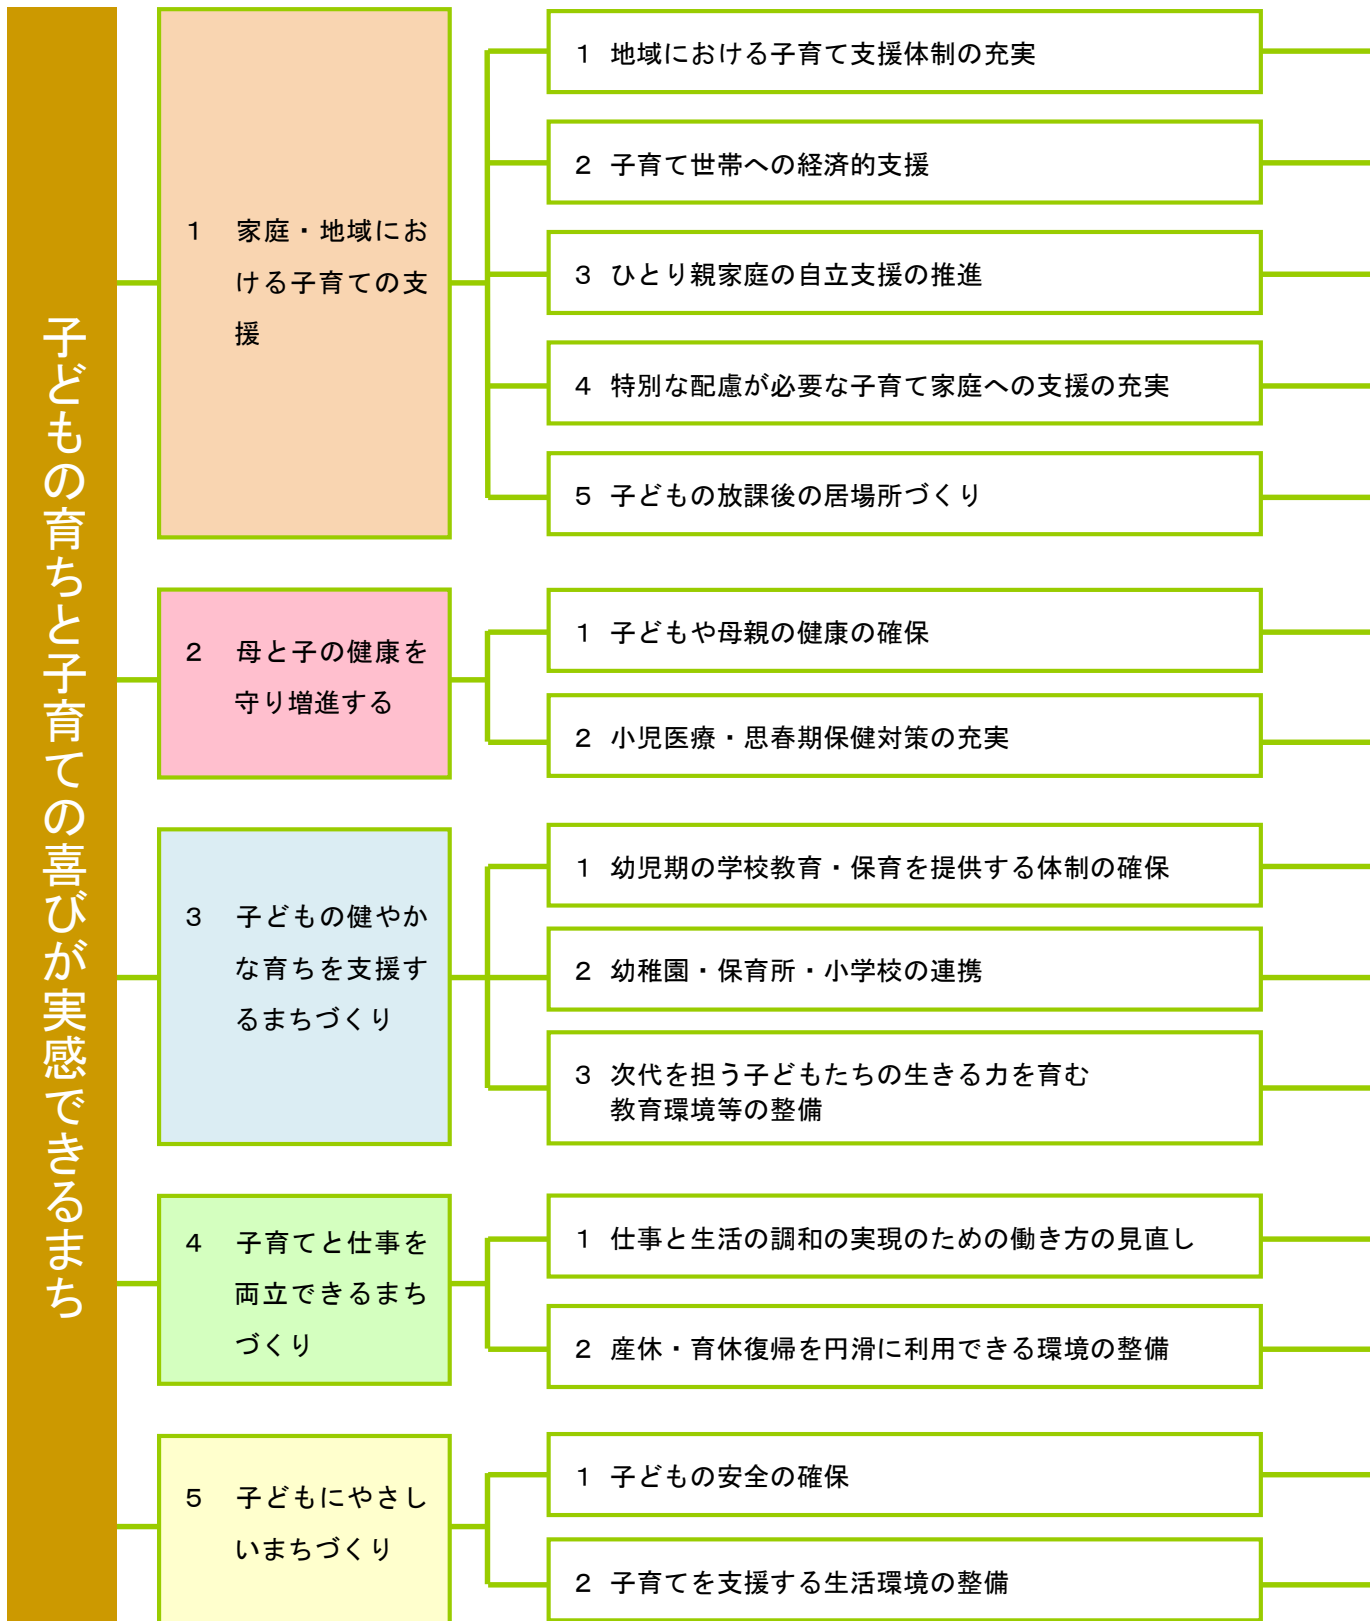 子どもの育ちと子育ての喜びが実感できるまち
1 家庭・地域にお
ける子育ての支
援
1 地域における子育て支援体制の充実
2 子育て世帯への経済的支援
3 ひとり親家庭の自立支援の推進
4 特別な配慮が必要な子育て家庭への支援の充実
5 子どもの放課後の居場所づくり
2 母と子の健康を
守り増進する
1 子どもや母親の健康の確保
2 小児医療・思春期保健対策の充実
3 子どもの健やか
な育ちを支援す
るまちづくり
1 幼児期の学校教育・保育を提供する体制の確保
2 幼稚園・保育所・小学校の連携
3 次代を担う子どもたちの生きる力を育む
教育環境等の整備
4 子育てと仕事を
両立できるまち
づくり
1 仕事と生活の調和の実現のための働き方の見直し
2 産休・育休復帰を円滑に利用できる環境の整備
5 子どもにやさし
いまちづくり
1 子どもの安全の確保
2 子育てを支援する生活環境の整備